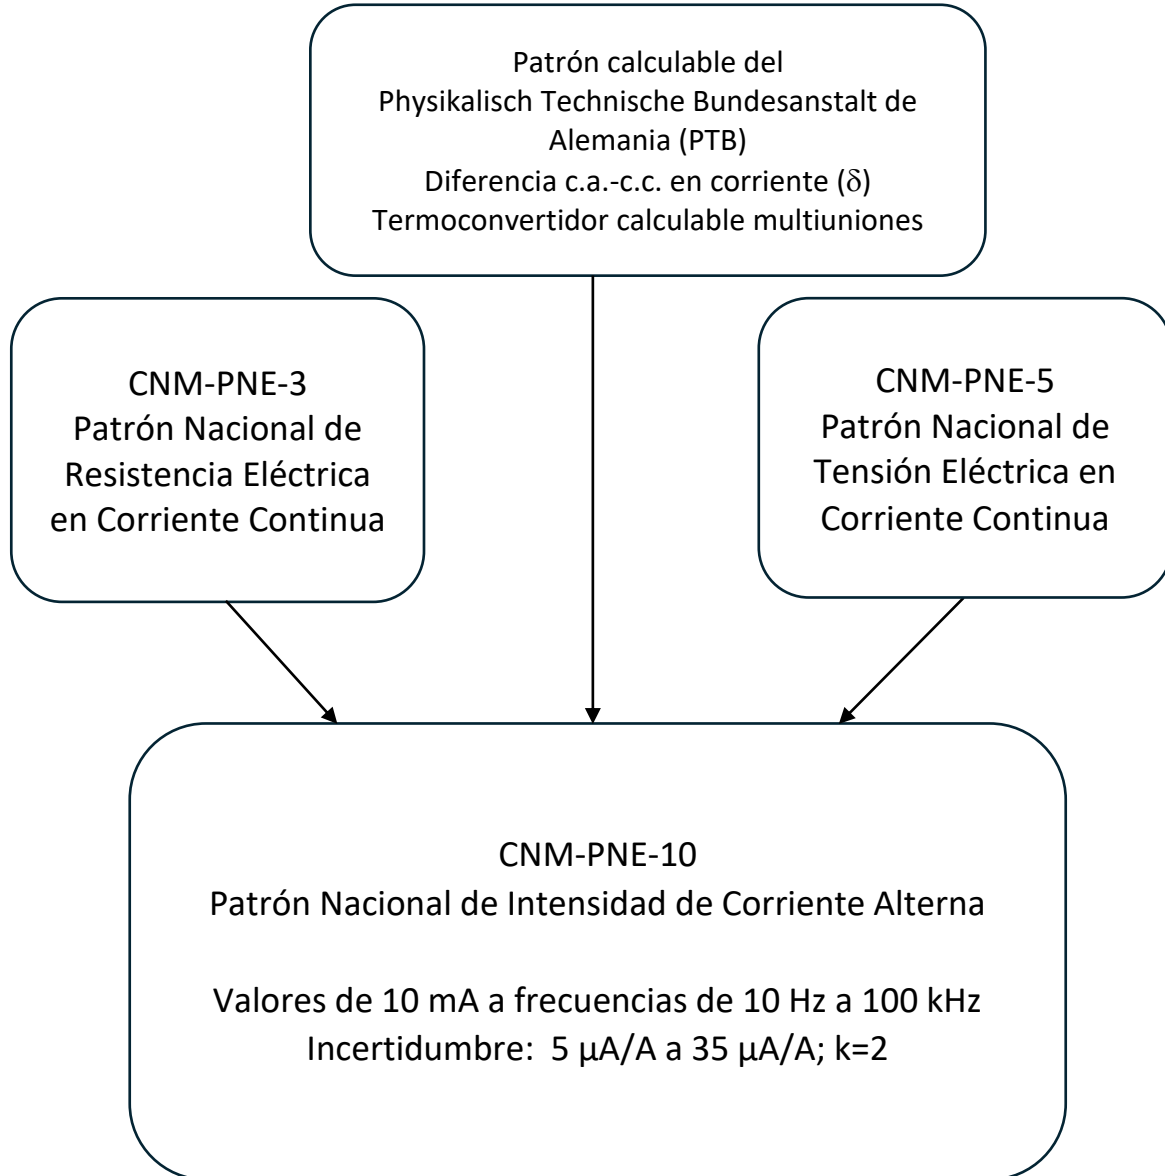 Patrón calculable del
Physikalisch Technische Bundesanstalt de
Alemania (PTB)
Diferencia c.a.-c.c. en corriente (δ)
Termoconvertidor calculable multiuniones
CNM-PNE-3
Patrón Nacional de
Resistencia Eléctrica
en Corriente Continua
CNM-PNE-5
Patrón Nacional de
Tensión Eléctrica en
Corriente Continua
CNM-PNE-10
Patrón Nacional de Intensidad de Corriente Alterna
Valores de 10 mA a frecuencias de 10 Hz a 100 kHz
Incertidumbre:  5 µA/A a 35 µA/A; k=2